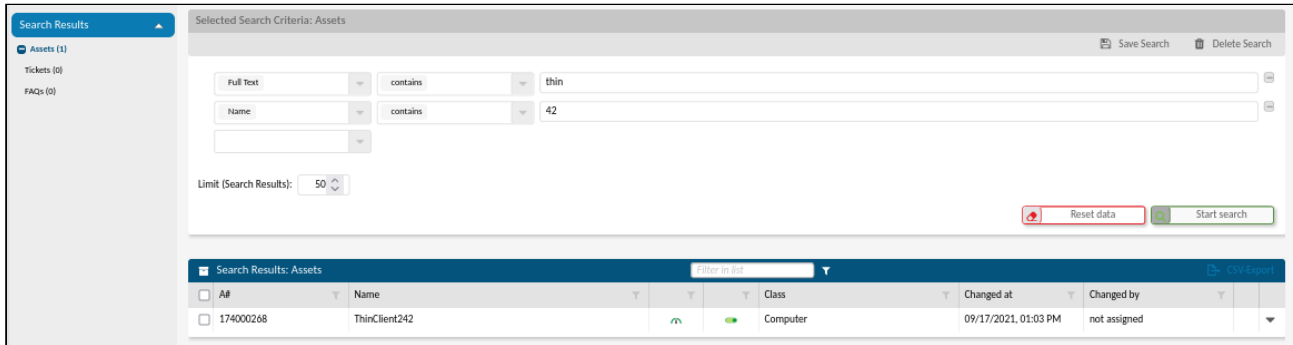 Search Results
Assets (1)
Tickets (0)
FAQs (0)
Selected Search Criteria: Assets
Save Search Delete Search
Full Text contains thin
Name contains 42
Limit (Search Results): 50
Reset data Start search
Search Results: Assets Filter in list CSV-Export
A# Name Class Changed at Changed by
174000268 ThinClient242 Computer 09/17/2021, 01:03 PM not assigned